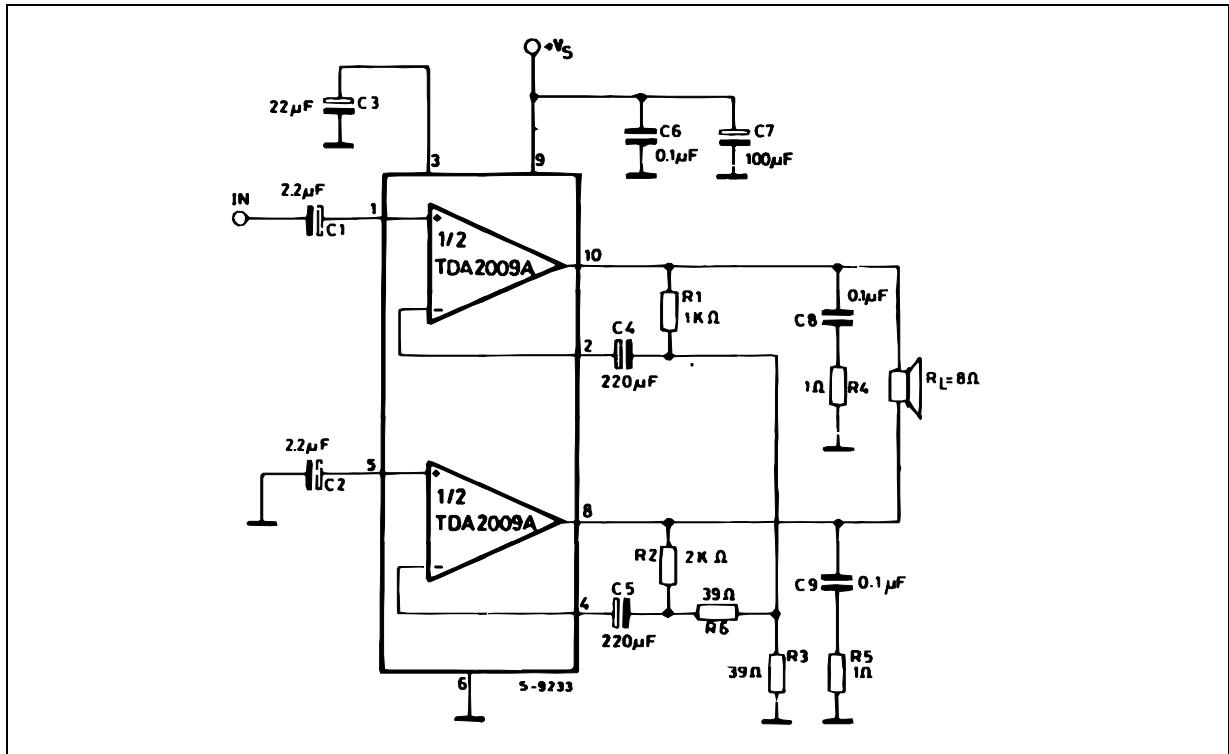 +VS
22µF
C3
C6
0.1µF
C7
100µF
3
9
IN
2.2µF
C1
1
+
1/2
TDA2009A
-
10
R1
1KΩ
0.1µF
C8
2
C4
220µF
1Ω
R4
RL=8Ω
2.2µF
C2
5
+
1/2
TDA2009A
-
8
R2
2KΩ
C9
0.1µF
4
C5
220µF
39Ω
R6
39Ω
R3
R5
1Ω
6
S-9233